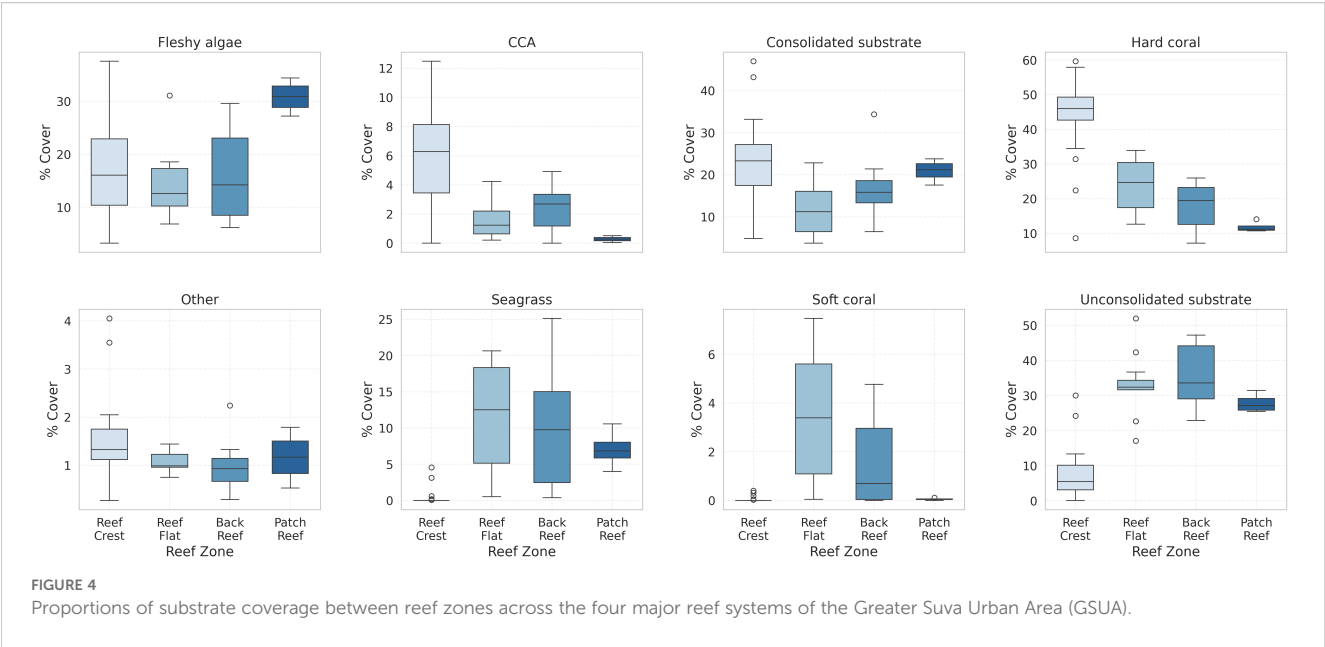 Fleshy algae
% Cover
30
20
10
CCA
% Cover
12
10
8
6
4
2
0
Consolidated substrate
% Cover
40
30
20
10
Hard coral
% Cover
60
50
40
30
20
10
Other
% Cover
4
3
2
1
Reef Crest
Reef Flat
Back Reef
Patch Reef
Reef Zone
Seagrass
% Cover
25
20
15
10
5
0
Reef Crest
Reef Flat
Back Reef
Patch Reef
Reef Zone
Soft coral
% Cover
6
4
2
0
Reef Crest
Reef Flat
Back Reef
Patch Reef
Reef Zone
Unconsolidated substrate
% Cover
50
40
30
20
10
0
Reef Crest
Reef Flat
Back Reef
Patch Reef
Reef Zone
FIGURE 4
Proportions of substrate coverage between reef zones across the four major reef systems of the Greater Suva Urban Area (GSUA).